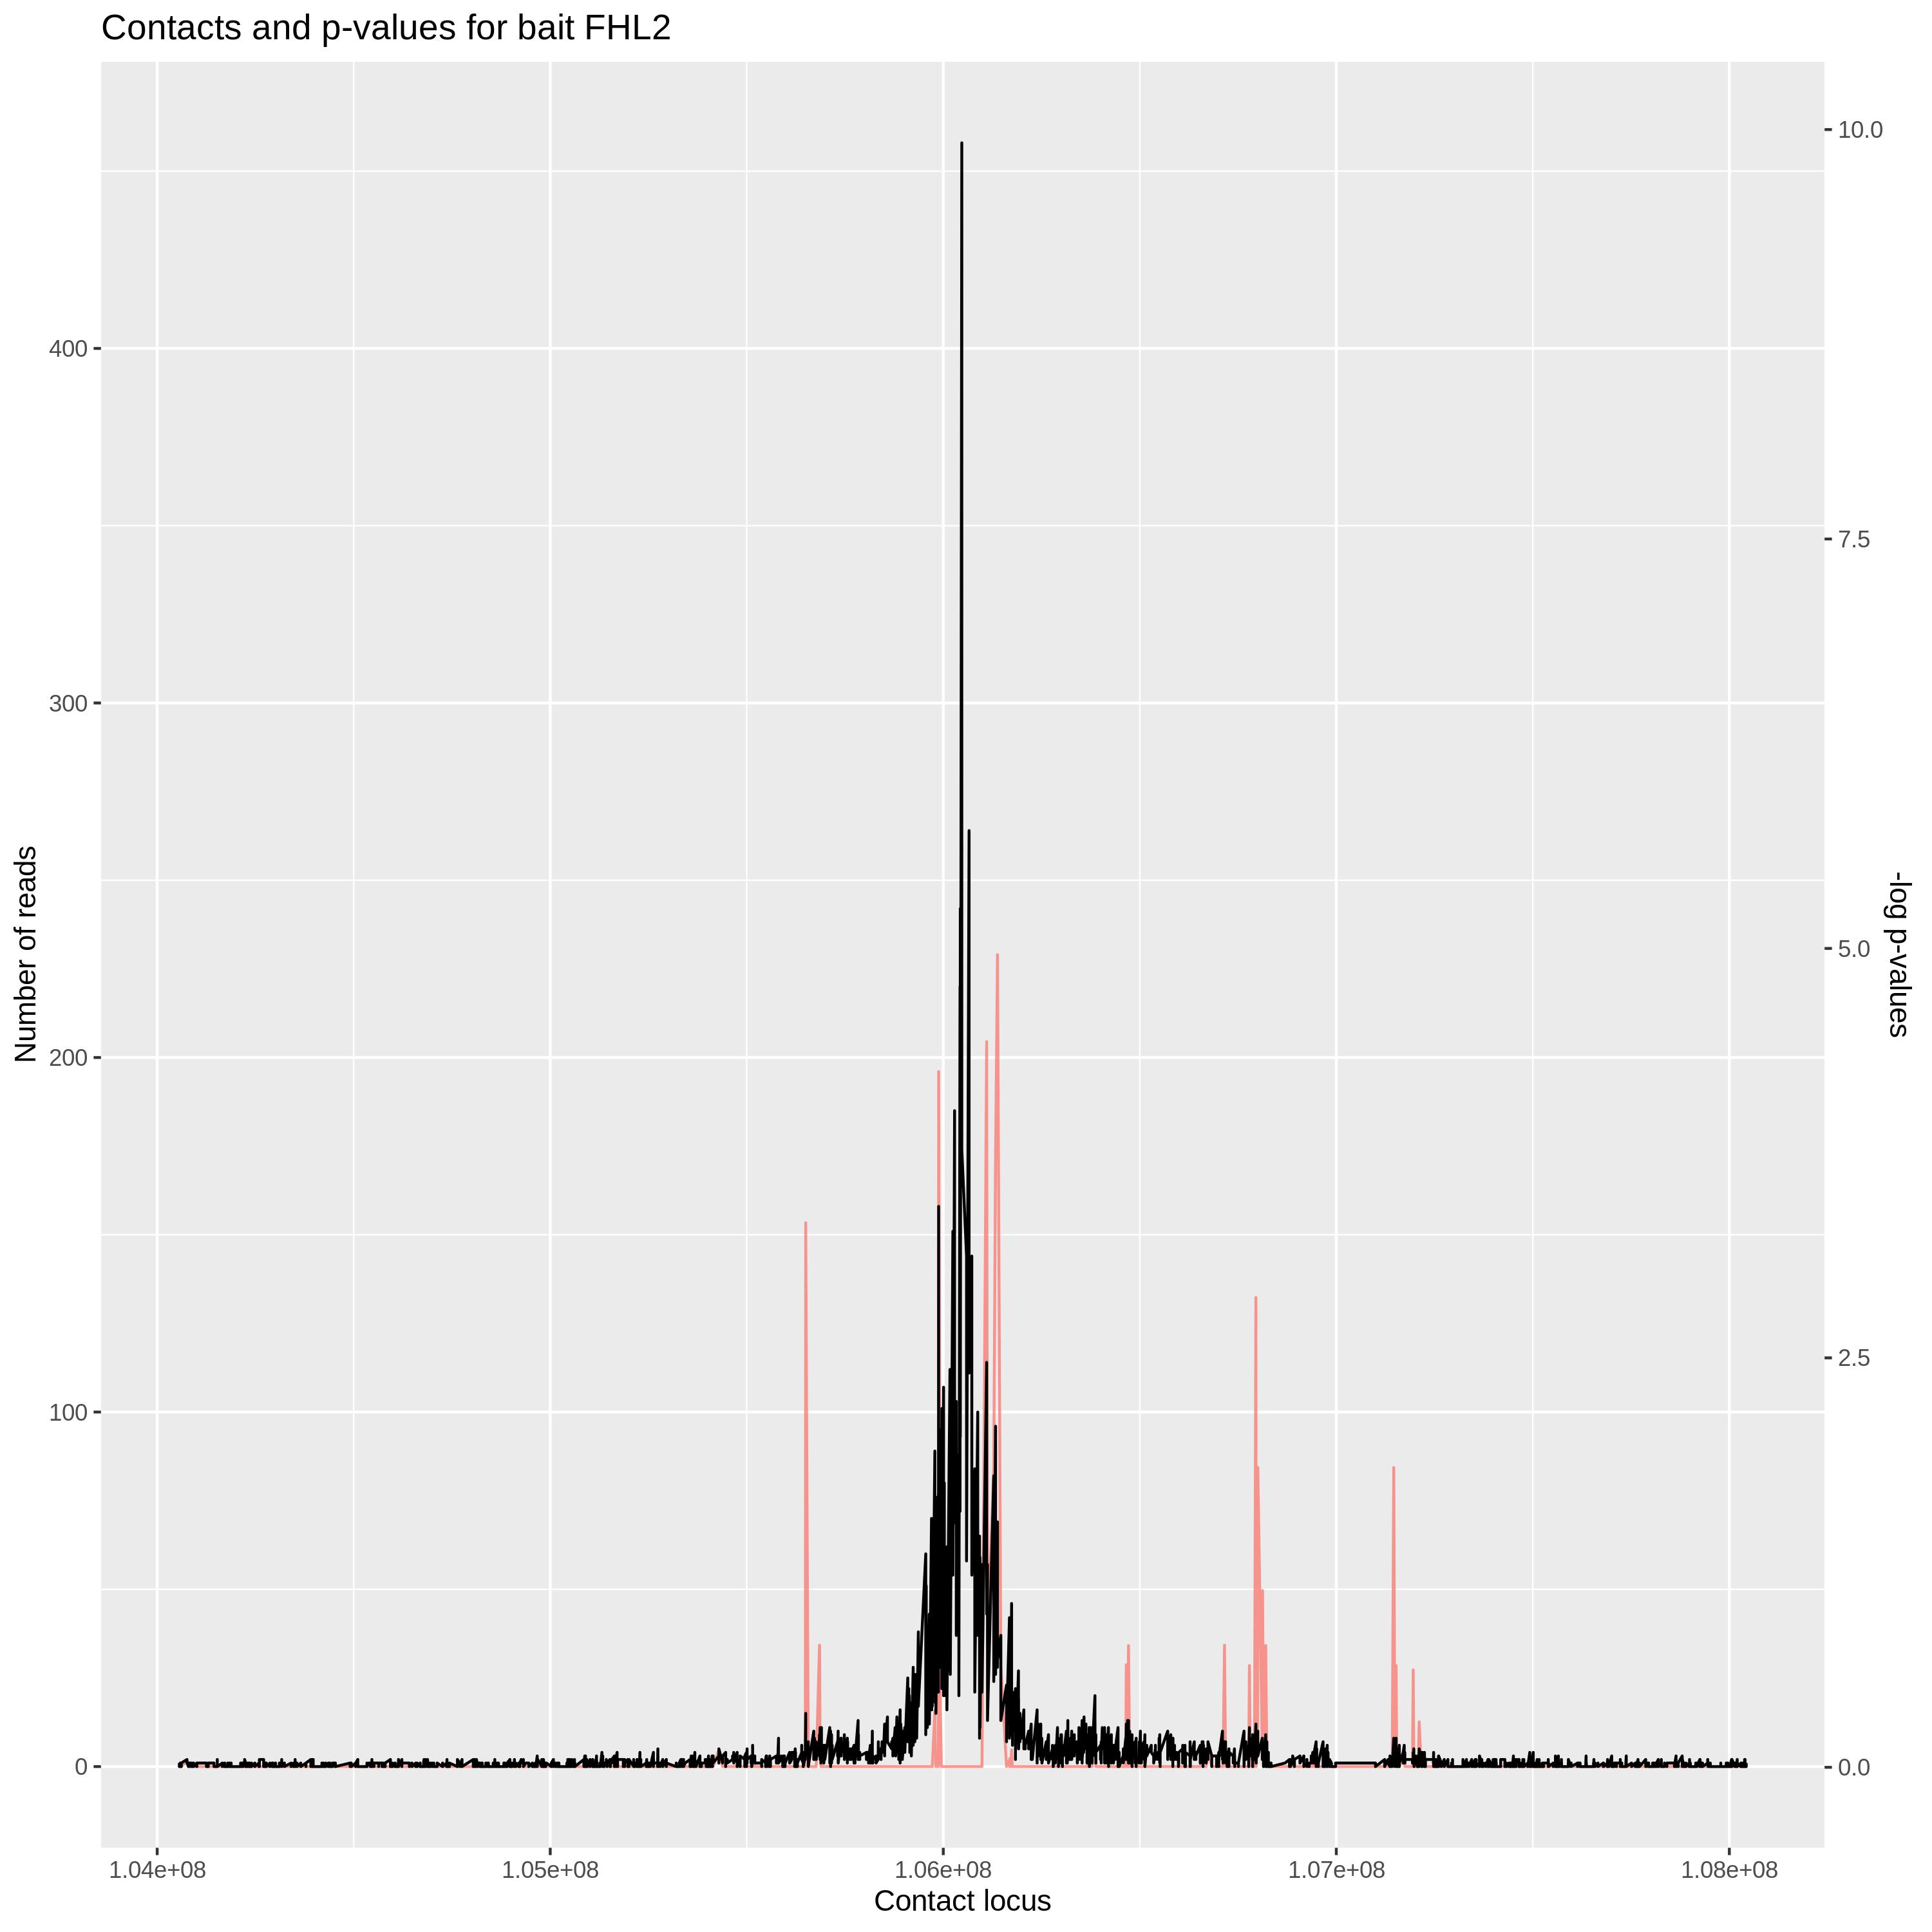 Contacts and p-values for bait FHL2
10.0
400
7.5
300
Number of reads
-log p-values
5.0
200
2.5
100
0
0.0
1.04e+08
1.05e+08
1.06e+08
1.07e+08
1.08e+08
Contact locus